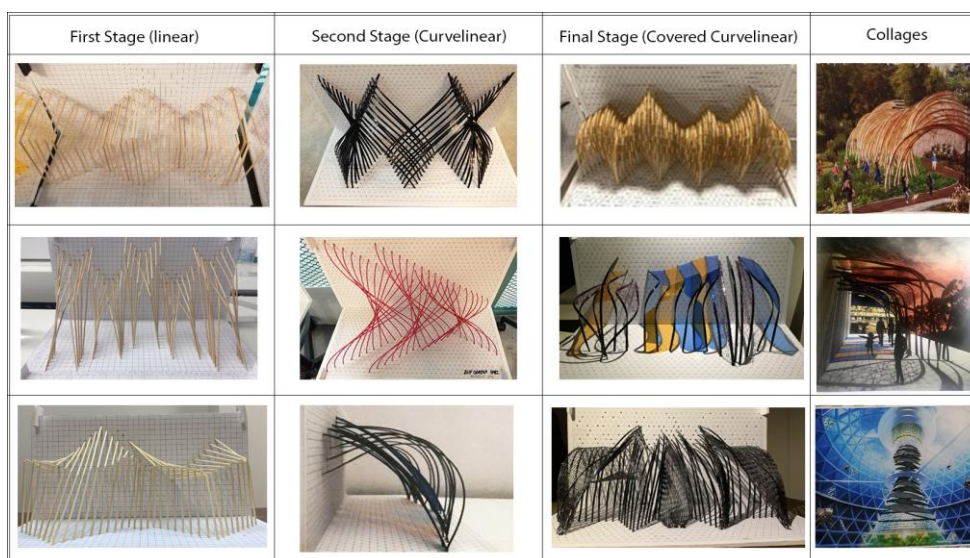 First Stage (linear)
Second Stage (Curvelinear)
Final Stage (Covered Curvelinear)
Collages